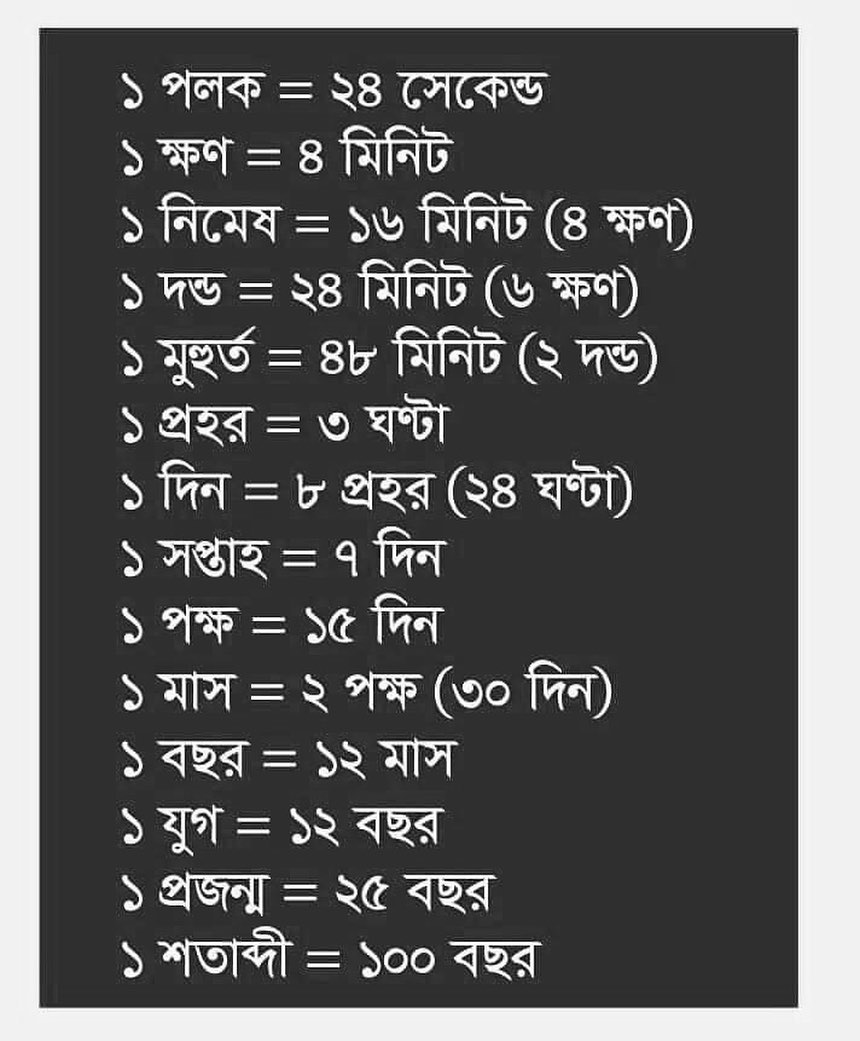 ১ পলক = ২৪ সেকেন্ড
১ ক্ষণ = ৪ মিনিট
১ নিমেষ = ১৬ মিনিট (৪ ক্ষণ)
১ দন্ড = ২৪ মিনিট (৬ ক্ষণ)
১ মুহুর্ত = ৪৮ মিনিট (২ দন্ড)
১ প্রহর = ৩ ঘণ্টা
১ দিন = ৮ প্রহর (২৪ ঘণ্টা)
১ সপ্তাহ = ৭ দিন
১ পক্ষ = ১৫ দিন
১ মাস = ২ পক্ষ (৩০ দিন)
১ বছর = ১২ মাস
১ যুগ = ১২ বছর
১ প্রজন্ম = ২৫ বছর
১ শতাব্দী = ১০০ বছর